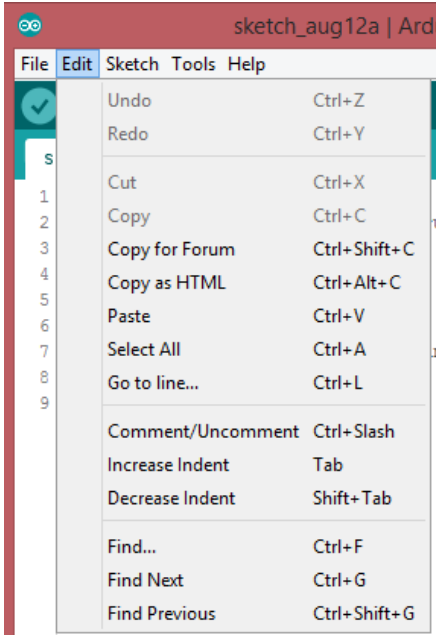 sketch_aug12a | Ard
File Edit Sketch Tools Help
Undo Ctrl+Z
Redo Ctrl+Y
s
Cut Ctrl+X
1
Copy Ctrl+C
2
Copy for Forum Ctrl+Shift+C
3
Copy as HTML Ctrl+Alt+C
4
5
Paste Ctrl+V
6
Select All Ctrl+A
7
Go to line... Ctrl+L
8
9
Comment/Uncomment Ctrl+Slash
Increase Indent Tab
Decrease Indent Shift+Tab
Find... Ctrl+F
Find Next Ctrl+G
Find Previous Ctrl+Shift+G